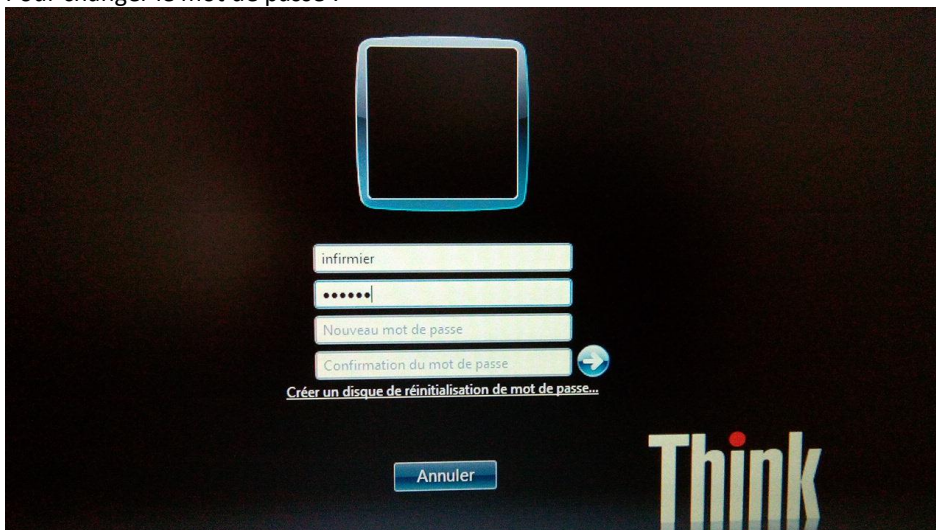 Pour changer le mot de passe :
infirmier
••••••
Nouveau mot de passe
Confirmation du mot de passe
Créer un disque de réinitialisation de mot de passe...
Annuler
Think